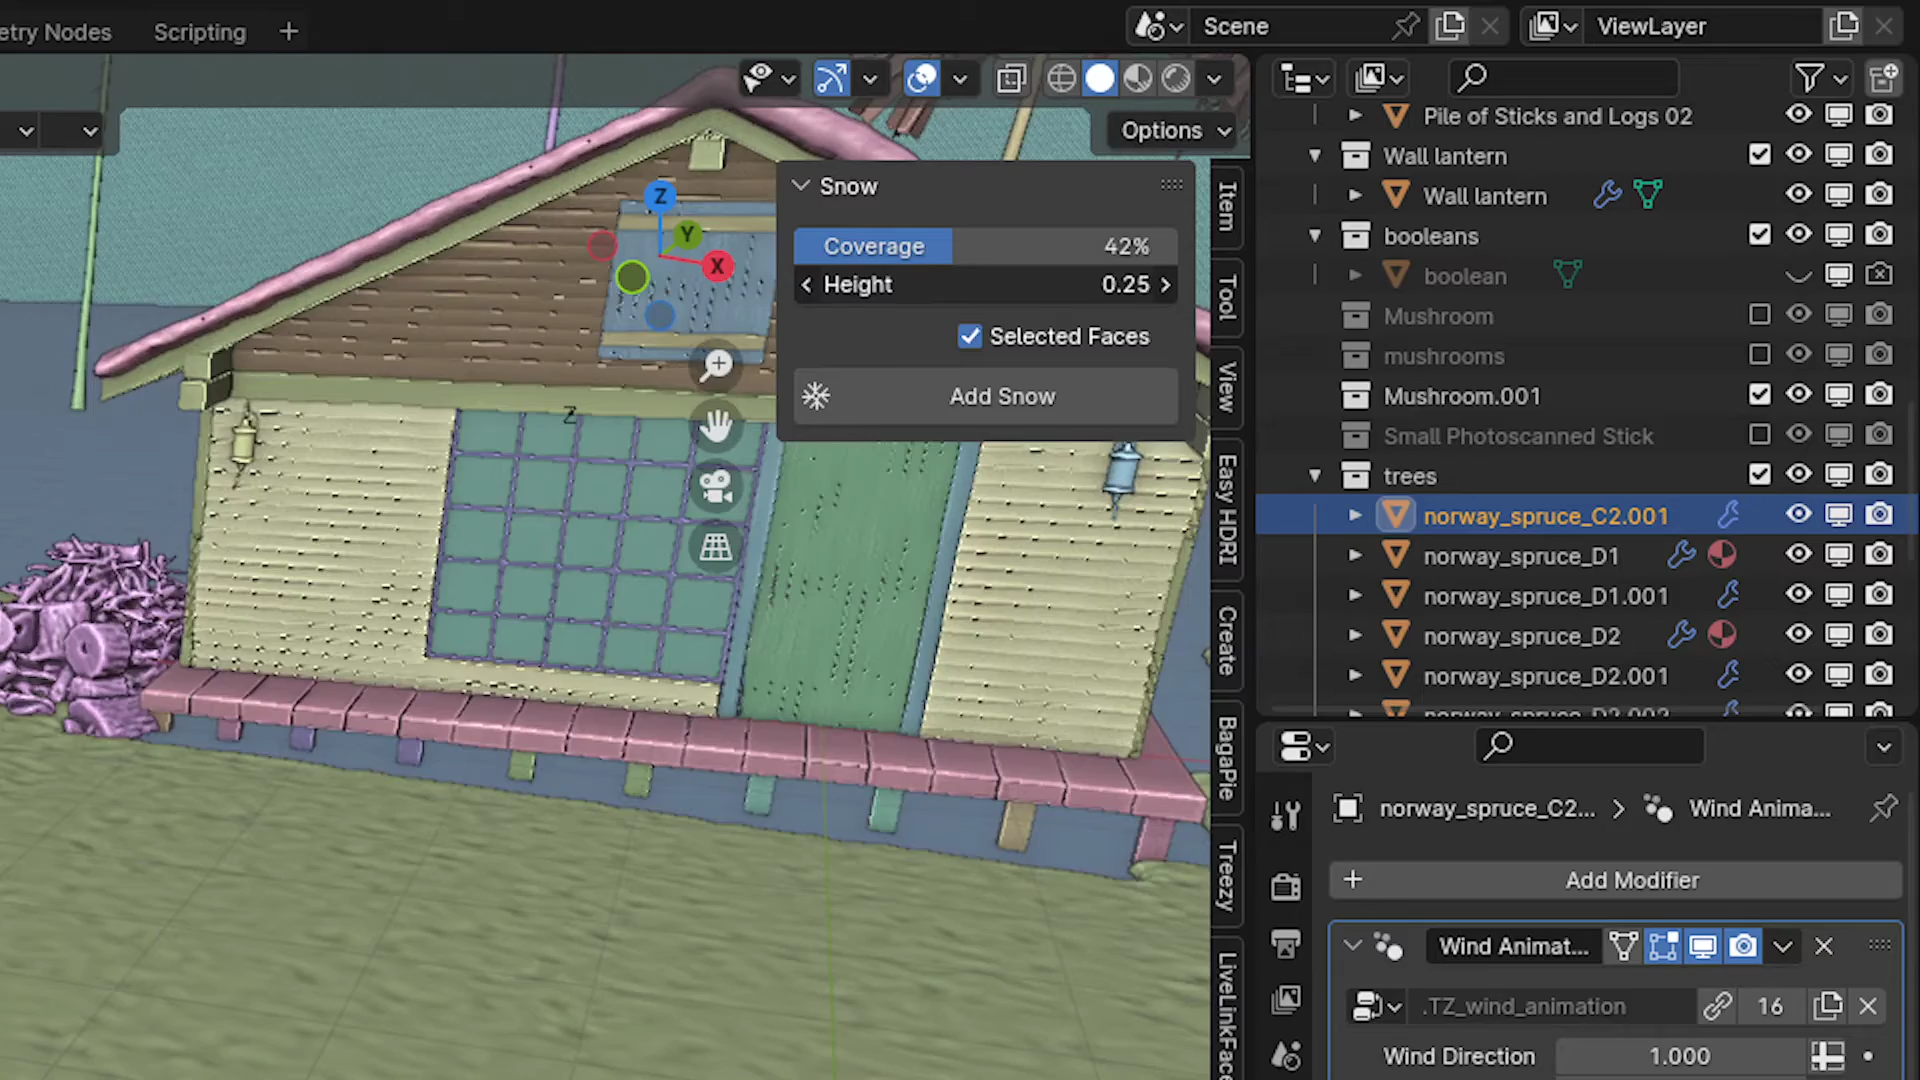 etry Nodes
Scripting
Scene
ViewLayer
Options
Pile of Sticks and Logs 02
Wall lantern
Wall lantern
booleans
boolean
Mushroom
mushrooms
Mushroom.001
Small Photoscanned Stick
trees
norway_spruce_C2.001
norway_spruce_D1
norway_spruce_D1.001
norway_spruce_D2
norway_spruce_D2.001
norway_spruce_D2.002
Snow
Coverage 42%
Height 0.25
Selected Faces
Add Snow
Z
Y
X
Z
Item
Tool
View
Easy HDRI
Create
BagaPie
Treezy
LiveLinkFace
norway_spruce_C2...
Wind Anima...
Add Modifier
Wind Animat...
.TZ_wind_animation
16
Wind Direction 1.000